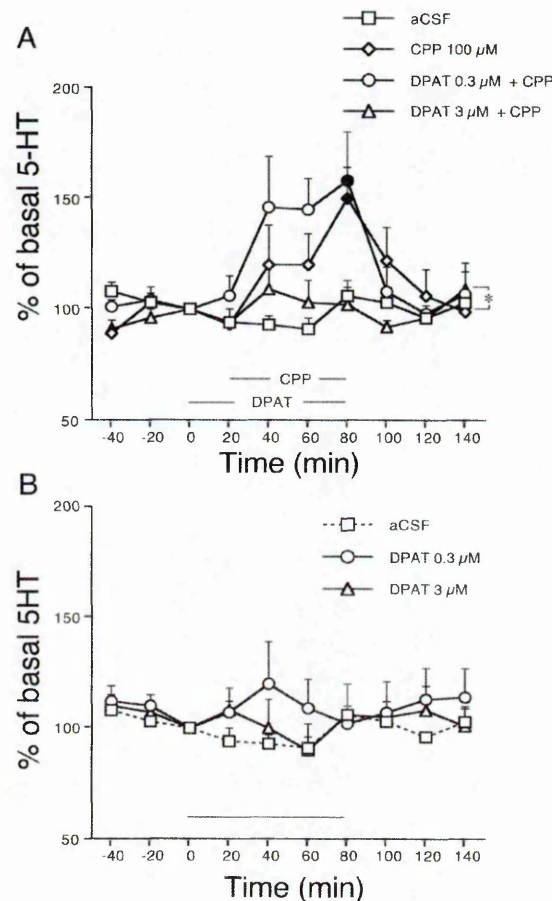 A
aCSF
CPP 100 µM
DPAT 0.3 µM + CPP
DPAT 3 µM + CPP
200
150
100
50
% of basal 5-HT
*
CPP
DPAT
-40 -20 0 20 40 60 80 100 120 140
Time (min)
B
aCSF
DPAT 0.3 µM
DPAT 3 µM
200
150
100
50
% of basal 5HT
-40 -20 0 20 40 60 80 100 120 140
Time (min)